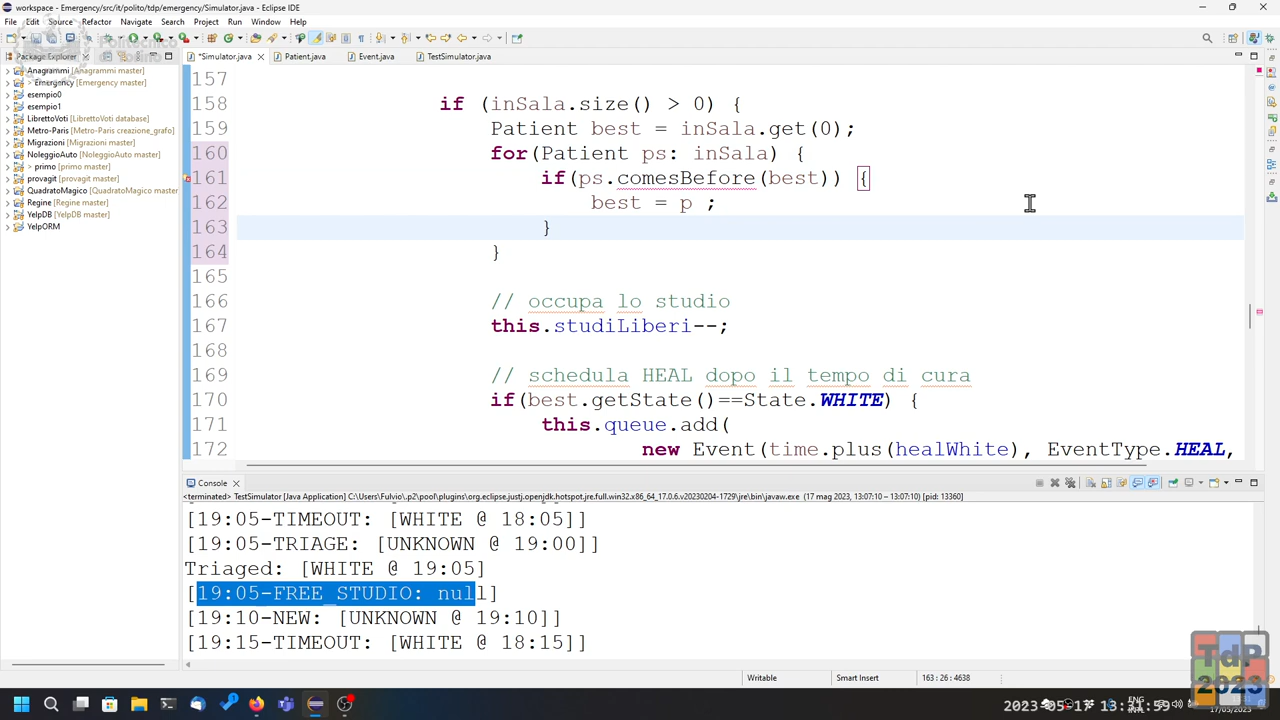 workspace - Emergency/src/it/polito/tdp/emergency/Simulator.java - Eclipse IDE
File Edit Source Refactor Navigate Search Project Run Window Help
Politecnico
Package Explorer
*Simulator.java Patient.java Event.java TestSimulator.java
Anagrammi [Anagrammi master]
> Emergency [Emergency master]
esempio0
esempio1
LibrettoVoti [LibrettoVoti database]
Metro-Paris [Metro-Paris creazione_grafo]
Migrazioni [Migrazioni master]
NoleggioAuto [NoleggioAuto master]
> primo [primo master]
provagit [provagit master]
QuadratoMagico [QuadratoMagico master]
Regine [Regine master]
YelpDB [YelpDB master]
YelpORM
157
158 if (inSala.size() > 0) {
159 Patient best = inSala.get(0);
160 for(Patient ps: inSala) {
161 if(ps.comesBefore(best)) {
162 best = p ;
163 }
164 }
165
166 // occupa lo studio
167 this.studiLiberi--;
168
169 // schedula HEAL dopo il tempo di cura
170 if(best.getState()==State.WHITE) {
171 this.queue.add(
172 new Event(time.plus(healWhite), EventType.HEAL,
Console
<terminated> TestSimulator [Java Application] C:\Users\Fulvio\.p2\pool\plugins\org.eclipse.justj.openjdk.hotspot.jre.full.win32.x86_64_17.0.6.v20230204-1729\jre\bin\javaw.exe (17 mag 2023, 13:07:10 – 13:07:10) [pid: 13360]
[19:05-TIMEOUT: [WHITE @ 18:05]]
[19:05-TRIAGE: [UNKNOWN @ 19:00]]
Triaged: [WHITE @ 19:05]
[19:05-FREE_STUDIO: null]
[19:10-NEW: [UNKNOWN @ 19:10]]
[19:15-TIMEOUT: [WHITE @ 18:15]]
Writable Smart Insert 163 : 26 : 4638
TdP
2023
ENG
2023-05-17 13:15:59